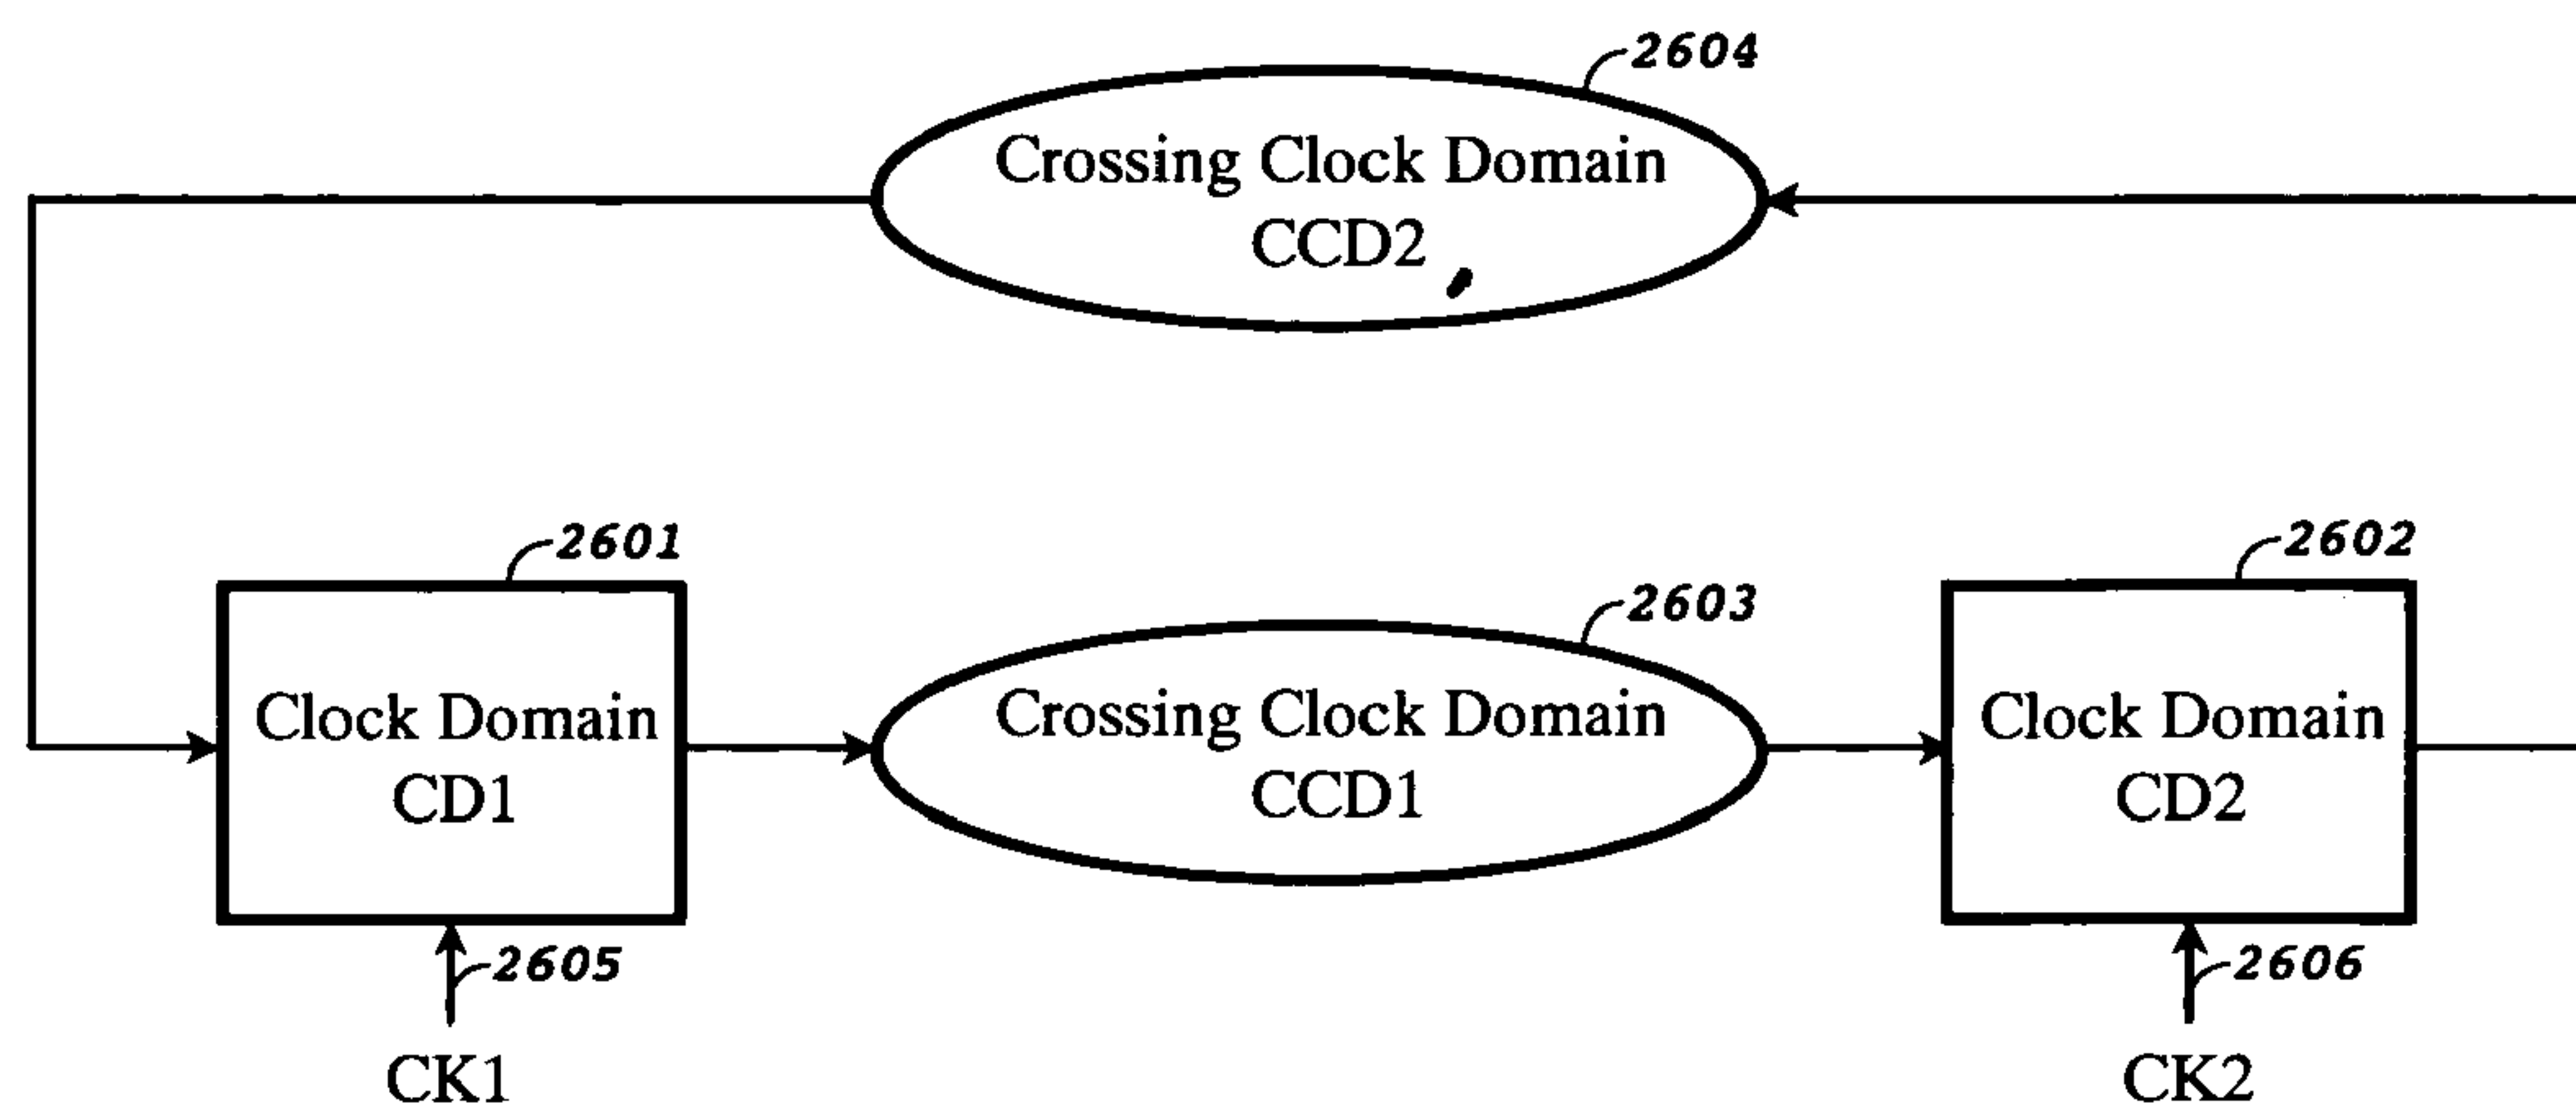 2604
Crossing Clock Domain
CCD2
2601
2602
2603
Clock Domain
CD1
Crossing Clock Domain
CCD1
Clock Domain
CD2
2605
2606
CK1
CK2